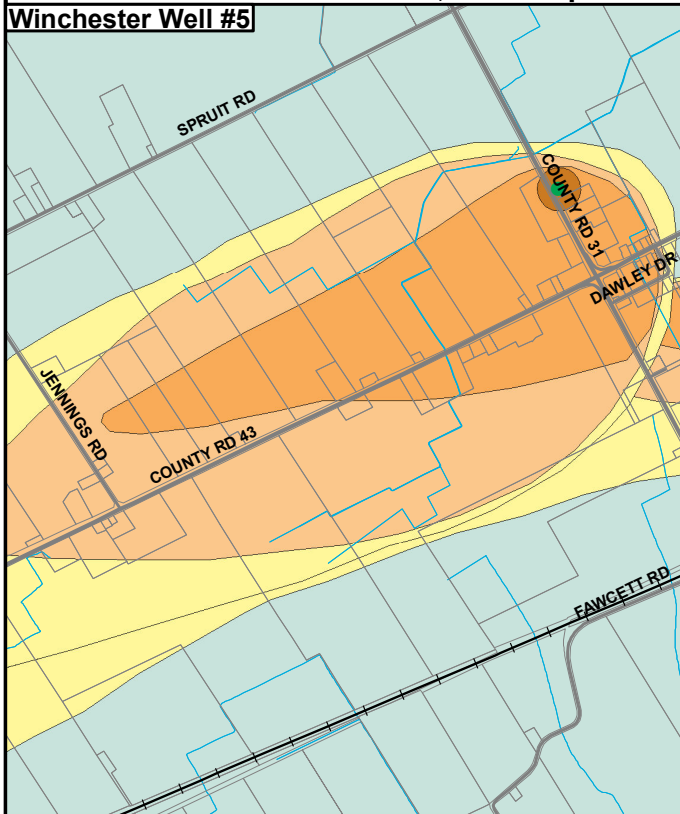 Winchester Well #5
SPRUIT RD
COUNTY RD 31
DAWLEY DR
JENNINGS RD
COUNTY RD 43
FAWCETT RD